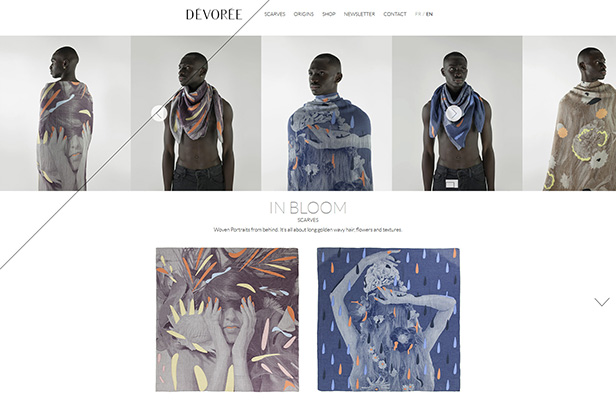 DÉVORÉE
SCARVES ORIGINS SHOP NEWSLETTER CONTACT FR / EN
IN BLOOM
SCARVES
Woven Portraits from behind. It's all about long golden wavy hair, flowers and textures